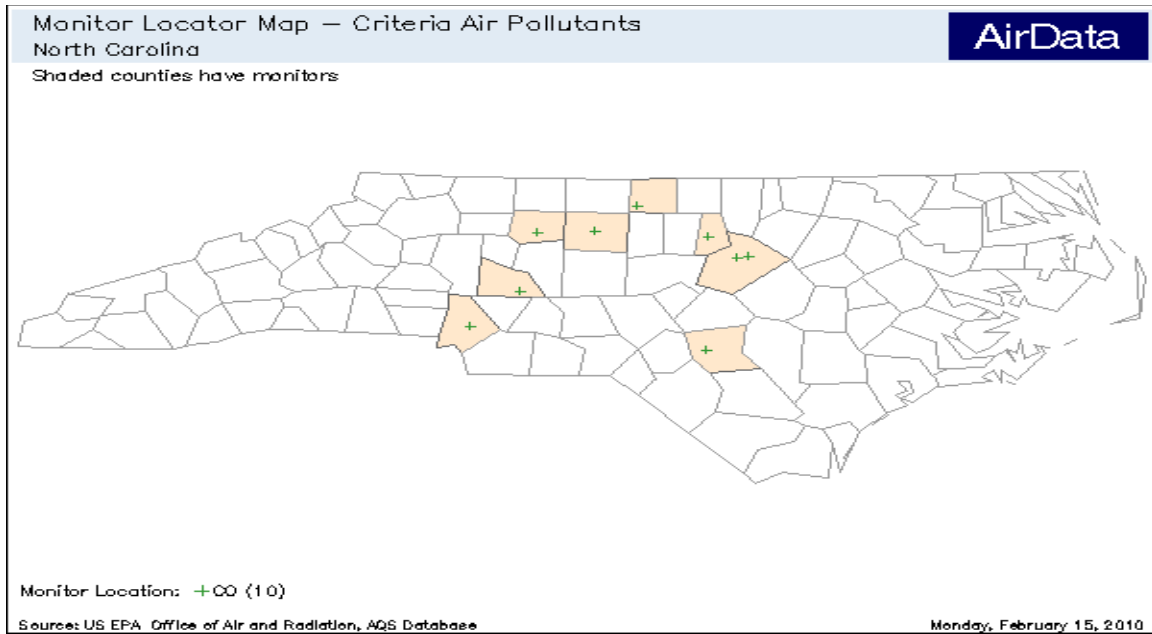 Monitor Locator Map – Criteria Air Pollutants
North Carolina
AirData
Shaded counties have monitors
Monitor Location: +CO (10)
Source: US EPA Office of Air and Radiation, AQS Database
Monday, February 15, 2010